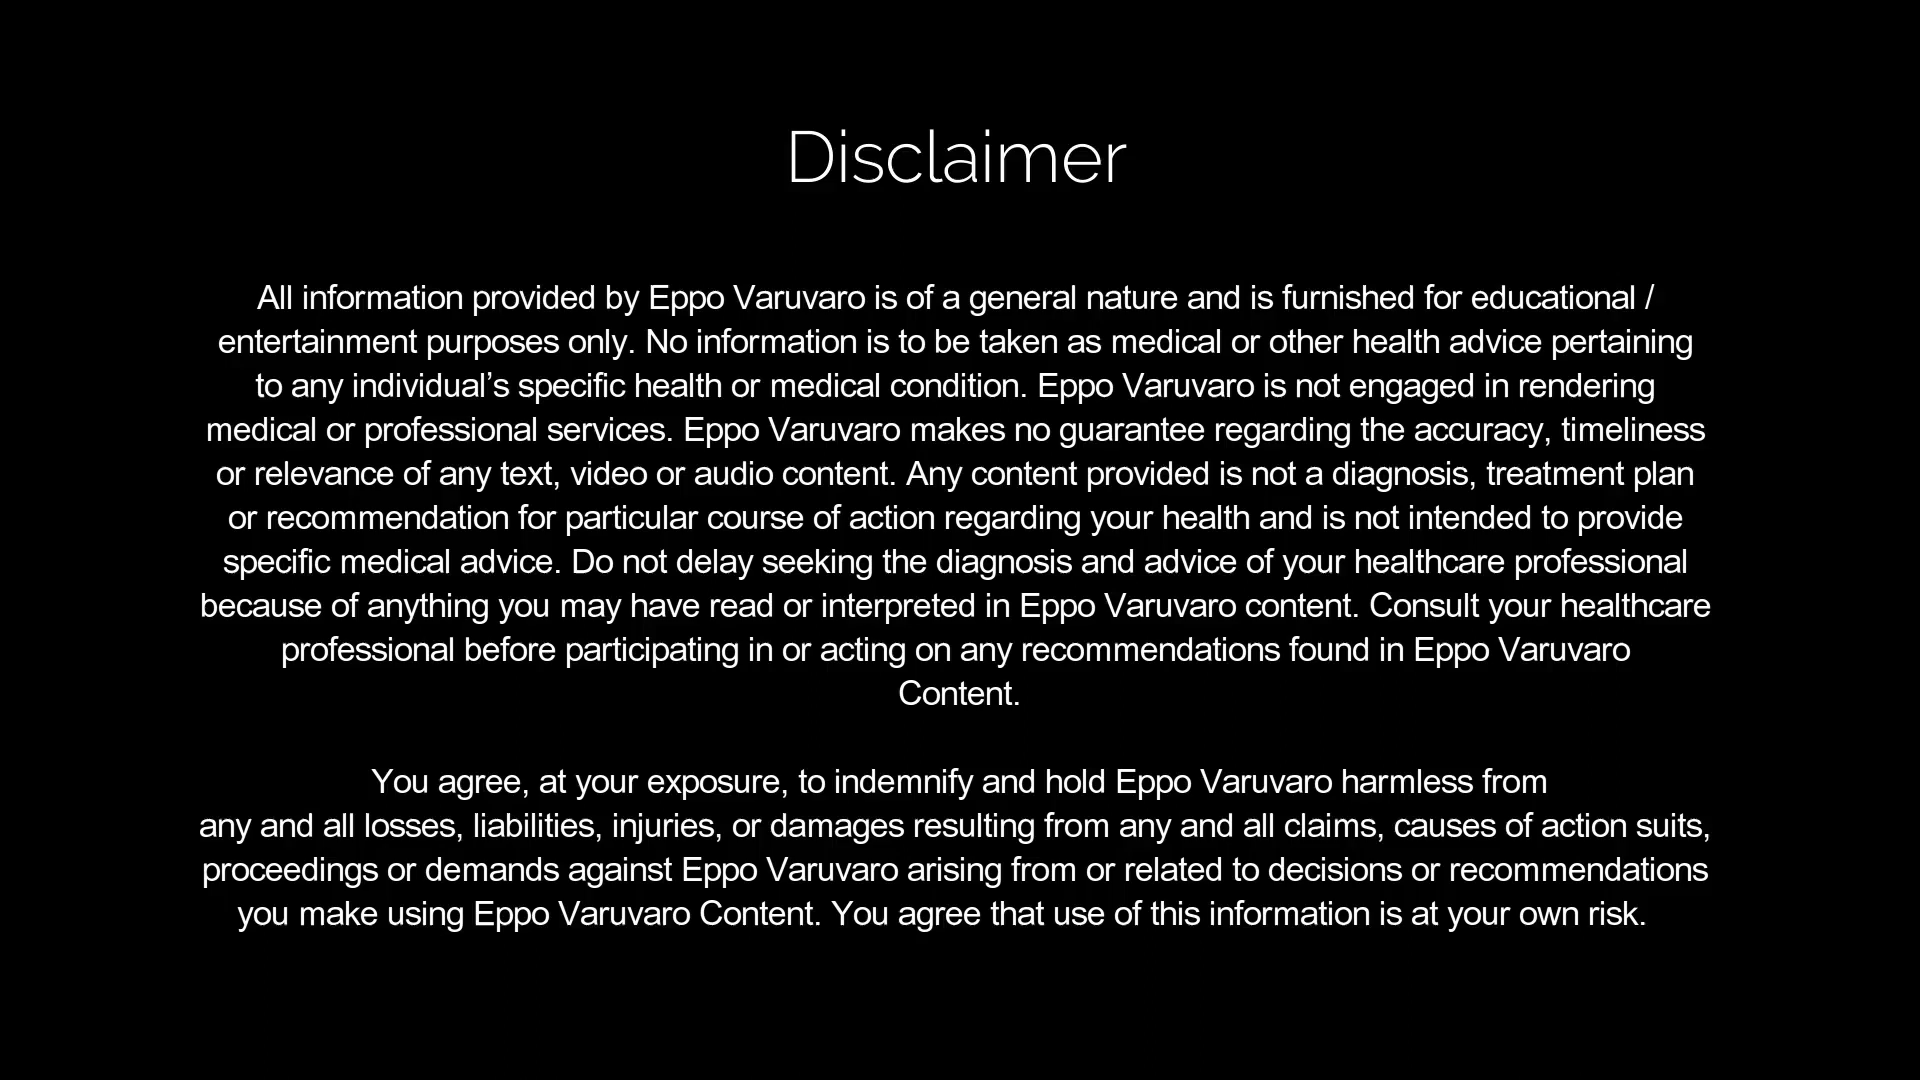 Disclaimer
All information provided by Eppo Varuvaro is of a general nature and is furnished for educational /
entertainment purposes only. No information is to be taken as medical or other health advice pertaining
to any individual’s specific health or medical condition. Eppo Varuvaro is not engaged in rendering
medical or professional services. Eppo Varuvaro makes no guarantee regarding the accuracy, timeliness
or relevance of any text, video or audio content. Any content provided is not a diagnosis, treatment plan
or recommendation for particular course of action regarding your health and is not intended to provide
specific medical advice. Do not delay seeking the diagnosis and advice of your healthcare professional
because of anything you may have read or interpreted in Eppo Varuvaro content. Consult your healthcare
professional before participating in or acting on any recommendations found in Eppo Varuvaro
Content.
You agree, at your exposure, to indemnify and hold Eppo Varuvaro harmless from
any and all losses, liabilities, injuries, or damages resulting from any and all claims, causes of action suits,
proceedings or demands against Eppo Varuvaro arising from or related to decisions or recommendations
you make using Eppo Varuvaro Content. You agree that use of this information is at your own risk.